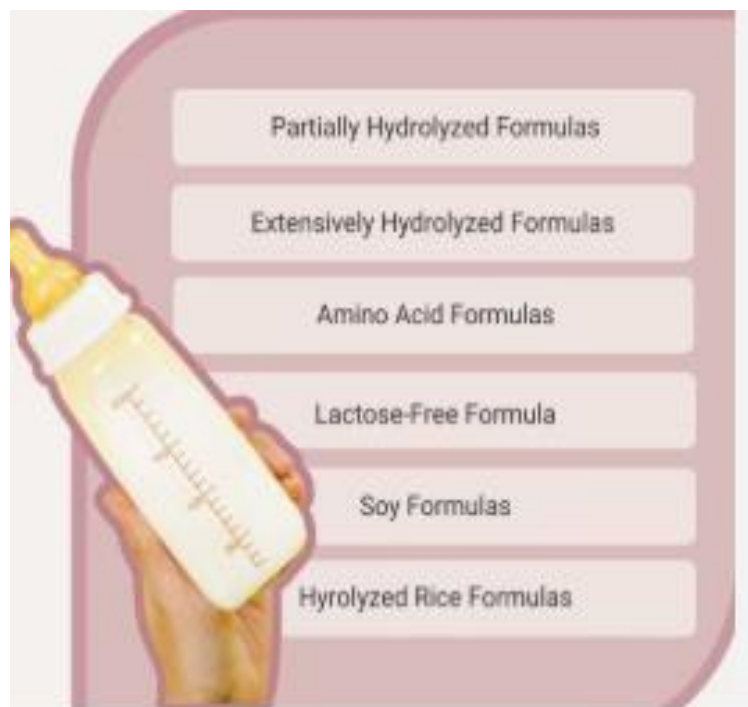 Partially Hydrolyzed Formulas
Extensively Hydrolyzed Formulas
Amino Acid Formulas
Lactose-Free Formula
Soy Formulas
Hyrolyzed Rice Formulas